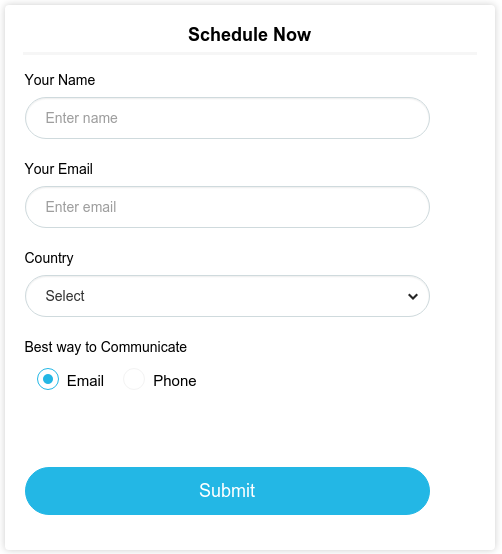 Schedule Now
Your Name
Enter name
Your Email
Enter email
Country
Select
Best way to Communicate
Email Phone
Submit